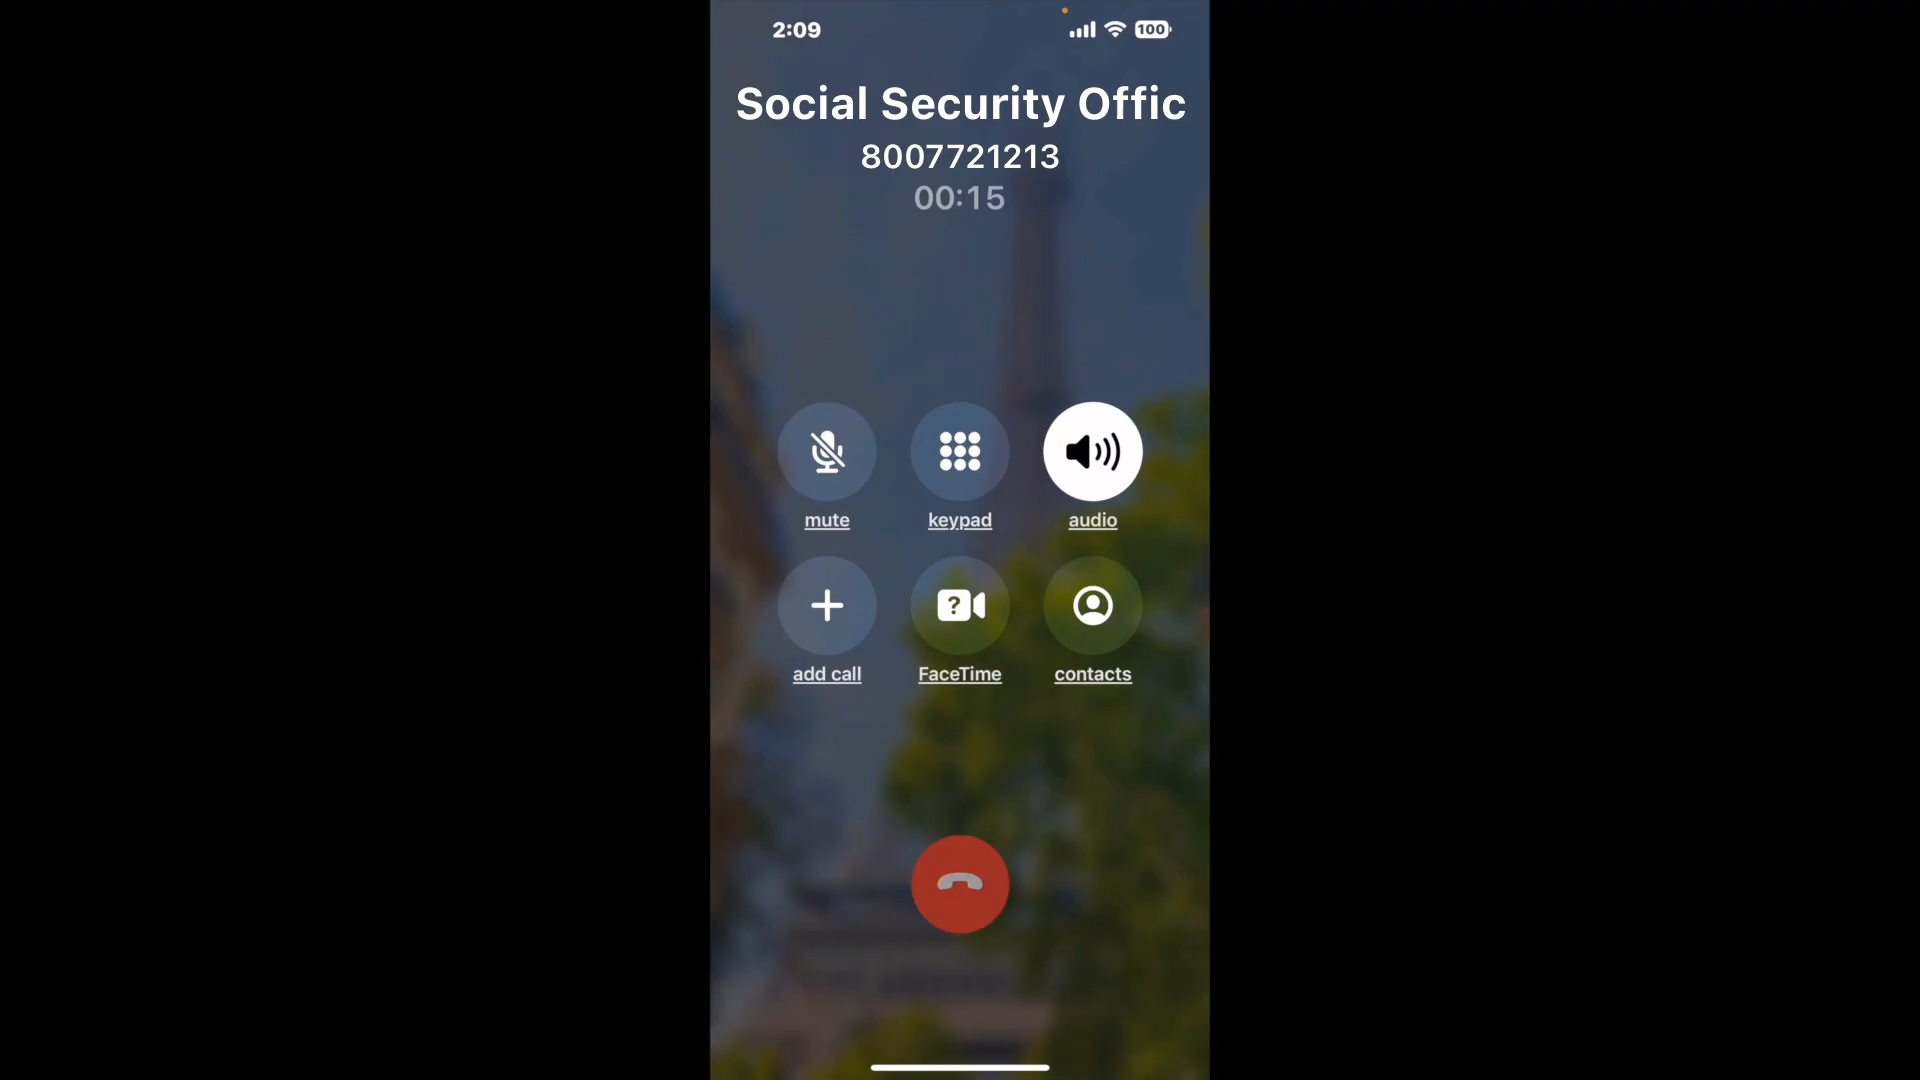 2:09
100
Social Security Offic
8007721213
00:15
mute
keypad
audio
?
add call
FaceTime
contacts